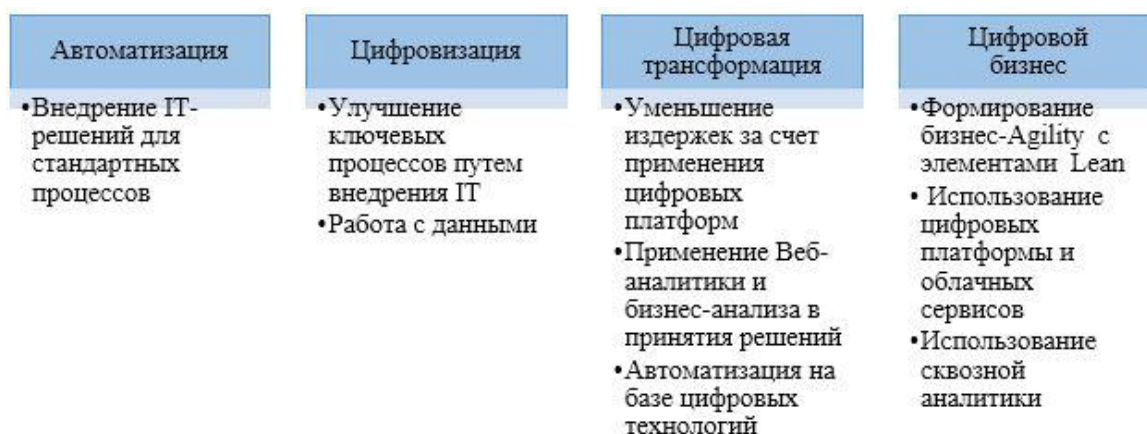 Автоматизация
•Внедрение IT-
решений для
стандартных
процессов
Цифровизация
•Улучшение
ключевых
процессов путем
внедрения IT
•Работа с данными
Цифровая
трансформация
•Уменьшение
издержек за счет
применения
цифровых
платформ
•Применение Веб-
аналитики и
бизнес-анализа в
принятия решений
•Автоматизация на
базе цифровых
технологий
Цифровой
бизнес
•Формирование
бизнес-Agility с
элементами Lean
• Использование
цифровых
платформы и
облачных
сервисов
•Использование
сквозной
аналитики